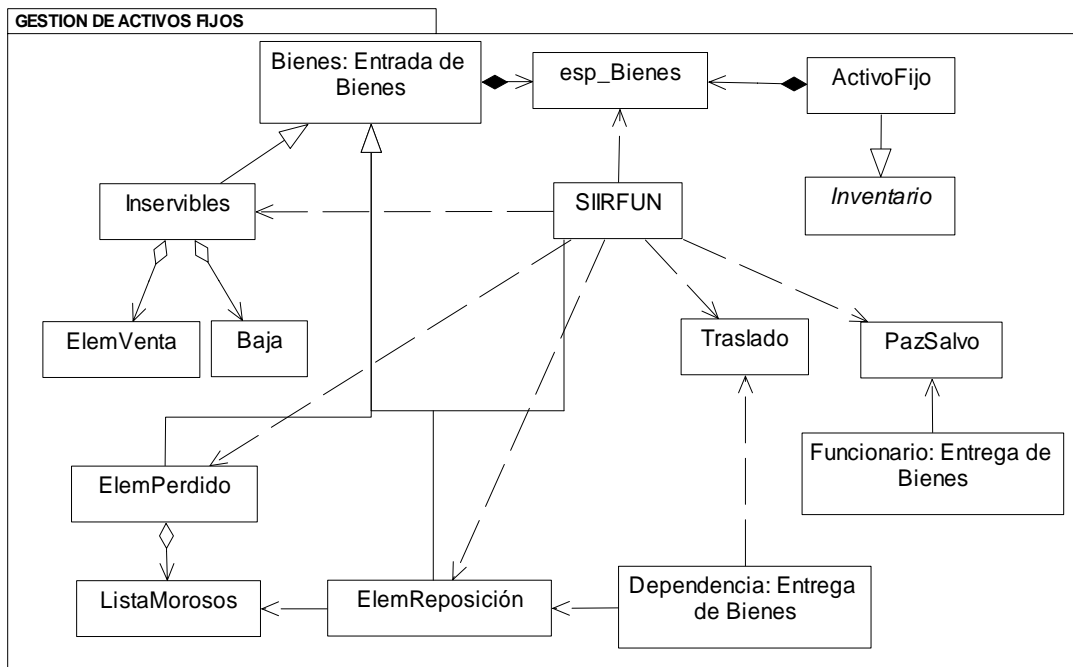 GESTION DE ACTIVOS FIJOS
Bienes: Entrada de
Bienes
esp_Bienes
ActivoFijo
Inservibles
SIIRFUN
Inventario
ElemVenta
Baja
Traslado
PazSalvo
Funcionario: Entrega de
Bienes
ElemPerdido
ListaMorosos
ElemReposición
Dependencia: Entrega
de Bienes